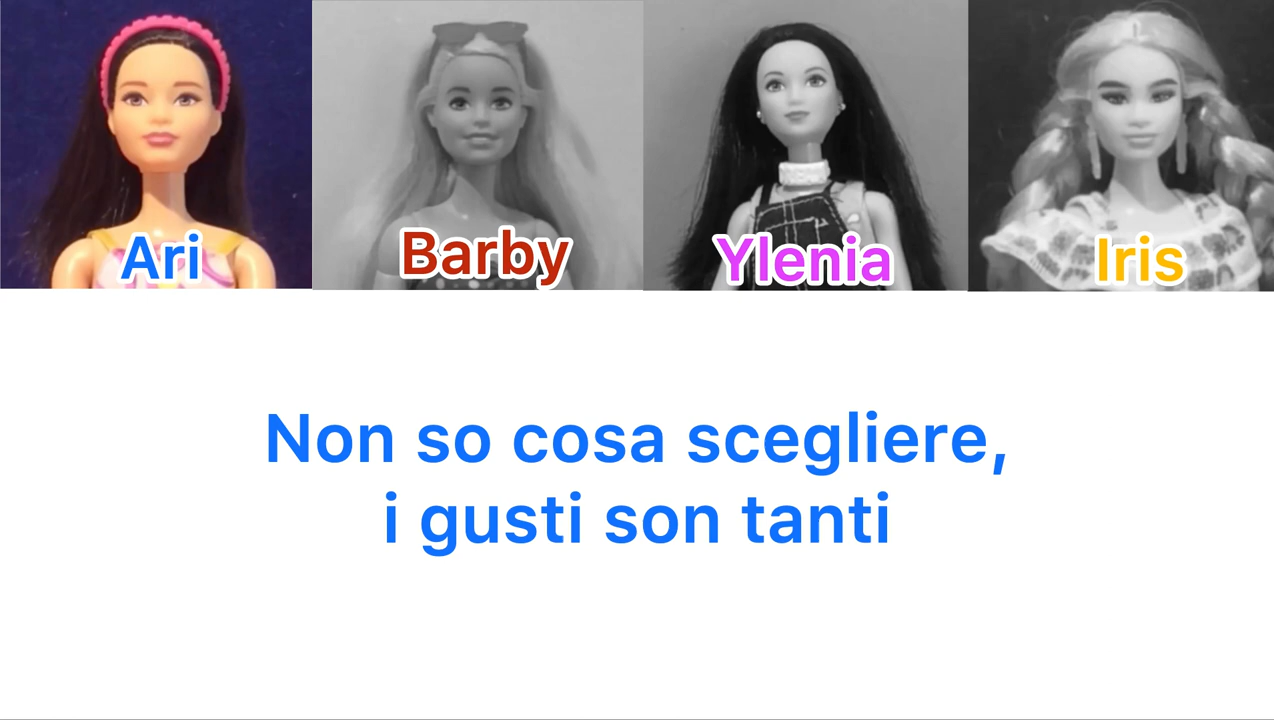 Ari
Barby
Ylenia
Iris
Non so cosa scegliere,
i gusti son tanti